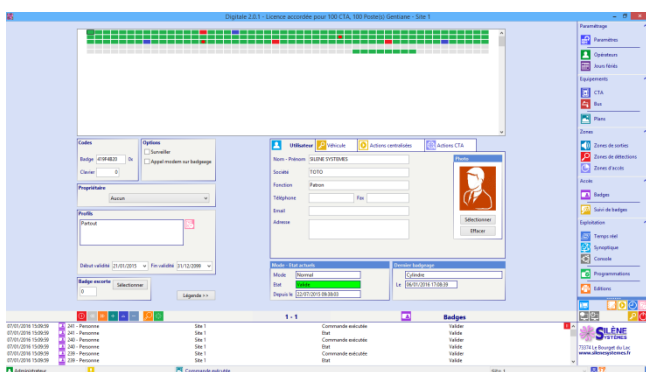 Digitale 2.0.1 - Licence accordée pour 100 CTA, 100 Poste(s) Gentiane - Site 1
Paramétrage
Paramètres
Opérateurs
Jours fériés
Equipements
CTA
Bus
Plans
Zones
Zones de sorties
Zones de détections
Zones d'accès
Accès
Badges
Suivi de badges
Exploitation
Temps réel
Synoptique
Console
Programmations
Editions
Codes
Badge 419F4B23
Clavier 0
Options
Surveiller
Appel modem sur badgeage
Propriétaire
Aucun
Profils
Partout
Début validité 21/01/2015 Fin validité 31/12/2099
Badge escorte
0 Sélectionner
Légende >>
Utilisateur Véhicule Actions centralisées Actions CTA
Nom - Prénom SILENE SYSTEMES
Société TOTO
Fonction Patron
Téléphone Fax
Email
Adresse
Photo
Sélectionner
Effacer
Mode - Etat actuels
Mode Normal
Etat Valide
Depuis le 22/07/2015 09:39:03
Dernier badgeage
Cylindre
Le 06/01/2016 17:08:39
1 - 1 Badges
07/01/2016 15:09:59 241 - Personne Site 1 Commande exécutée Valider
07/01/2016 15:09:59 241 - Personne Site 1 Etat Valide
07/01/2016 15:09:59 240 - Personne Site 1 Commande exécutée Valider
07/01/2016 15:09:59 240 - Personne Site 1 Etat Valide
07/01/2016 15:09:59 239 - Personne Site 1 Commande exécutée Valider
07/01/2016 15:09:59 239 - Personne Site 1 Etat Valide
SILÈNE
SYSTÈMES
73374 Le Bourget du Lac
www.silenesystemes.fr
Administrateur Commande exécutée Site 1